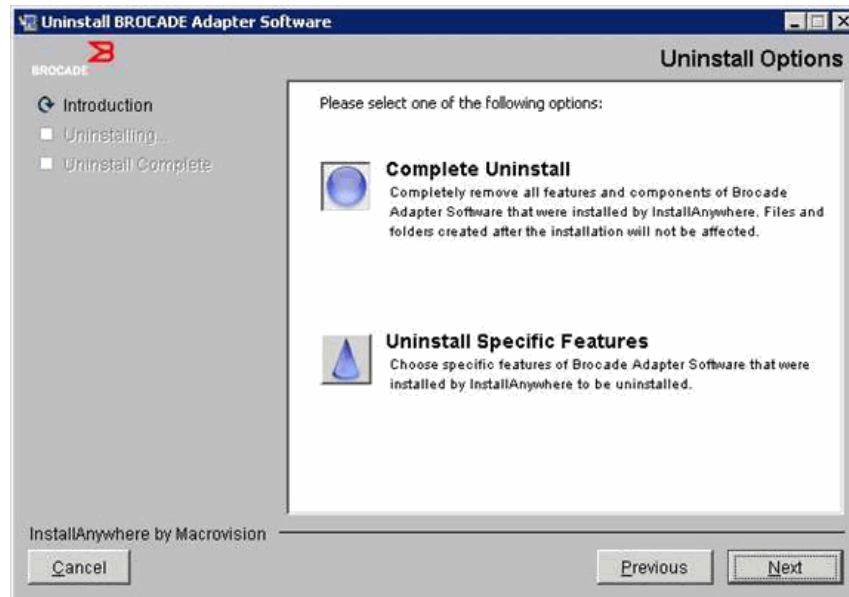 Uninstall BROCADE Adapter Software
BROCADE
Uninstall Options
Introduction
Uninstalling...
Uninstall Complete
Please select one of the following options:
Complete Uninstall
Completely remove all features and components of Brocade
Adapter Software that were installed by InstallAnywhere. Files and
folders created after the installation will not be affected.
Uninstall Specific Features
Choose specific features of Brocade Adapter Software that were
installed by InstallAnywhere to be uninstalled.
InstallAnywhere by Macrovision
Cancel
Previous
Next